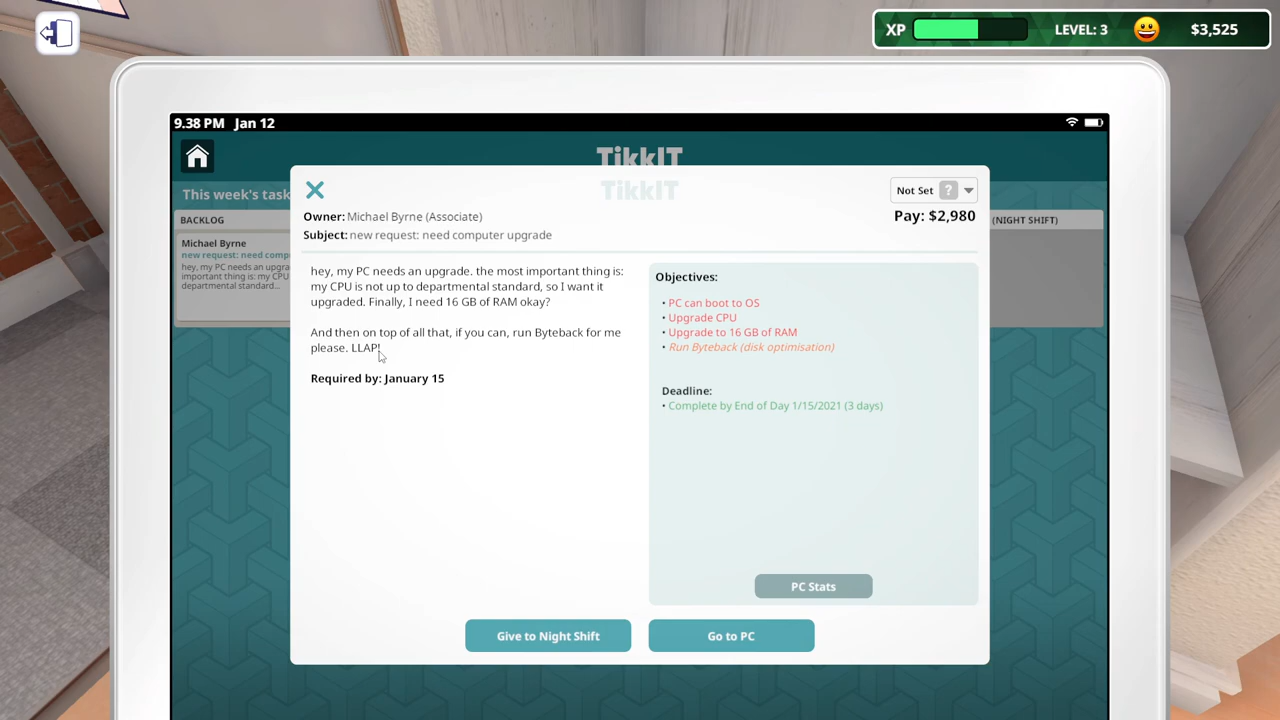 XP LEVEL: 3 $3,525
9.38 PM Jan 12
TikkIT
This week's task
BACKLOG
(NIGHT SHIFT)
Michael Byrne
new request: need comp
hey, my PC needs an upgra
important thing is: my CPU
departmental standard...
TikkIT
Not Set ?
Owner: Michael Byrne (Associate)
Pay: $2,980
Subject: new request: need computer upgrade
hey, my PC needs an upgrade. the most important thing is:
my CPU is not up to departmental standard, so I want it
upgraded. Finally, I need 16 GB of RAM okay?
And then on top of all that, if you can, run Byteback for me
please. LLAP!
Required by: January 15
Objectives:
• PC can boot to OS
• Upgrade CPU
• Upgrade to 16 GB of RAM
• Run Byteback (disk optimisation)
Deadline:
• Complete by End of Day 1/15/2021 (3 days)
PC Stats
Give to Night Shift
Go to PC